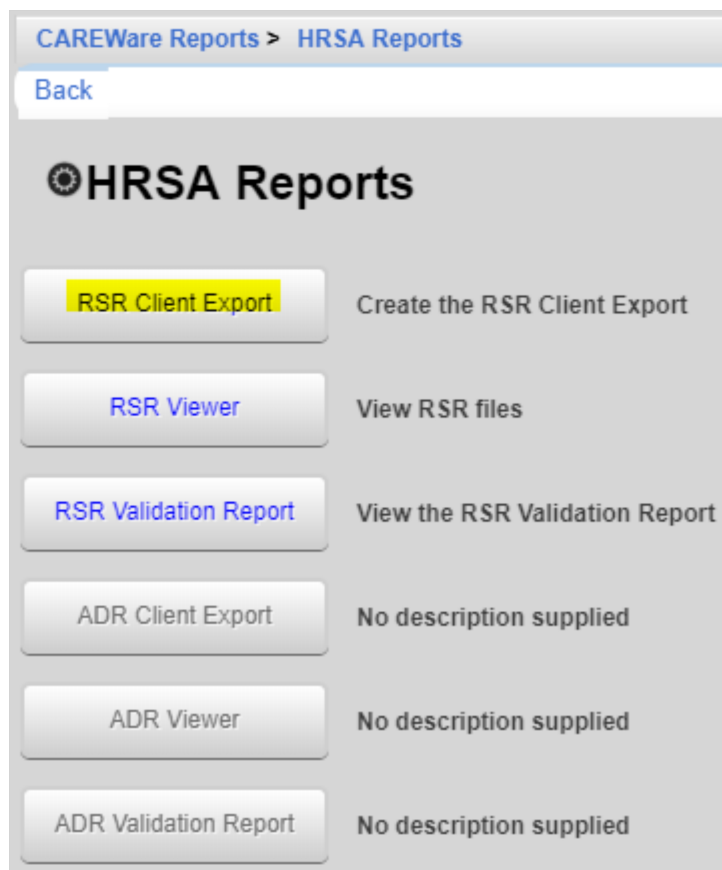 CAREWare Reports > HRSA Reports
Back
HRSA Reports
RSR Client Export Create the RSR Client Export
RSR Viewer View RSR files
RSR Validation Report View the RSR Validation Report
ADR Client Export No description supplied
ADR Viewer No description supplied
ADR Validation Report No description supplied